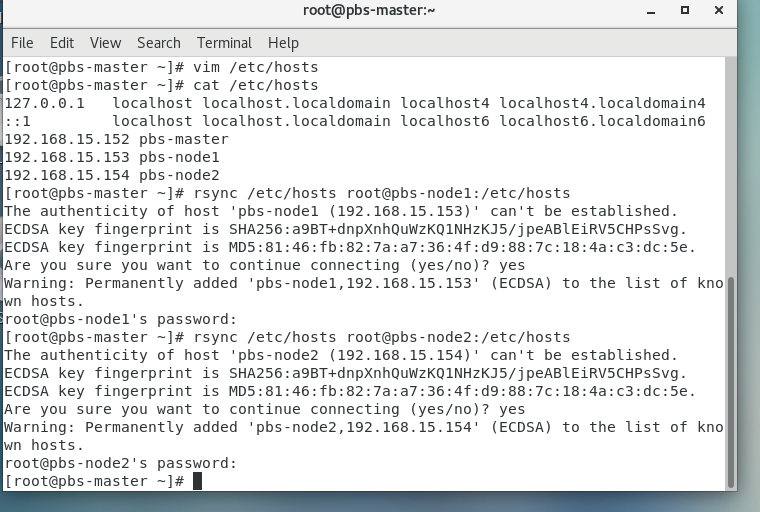 root@pbs-master:~
File Edit View Search Terminal Help
[root@pbs-master ~]# vim /etc/hosts
[root@pbs-master ~]# cat /etc/hosts
127.0.0.1   localhost localhost.localdomain localhost4 localhost4.localdomain4
::1         localhost localhost.localdomain localhost6 localhost6.localdomain6
192.168.15.152 pbs-master
192.168.15.153 pbs-node1
192.168.15.154 pbs-node2
[root@pbs-master ~]# rsync /etc/hosts root@pbs-node1:/etc/hosts
The authenticity of host 'pbs-node1 (192.168.15.153)' can't be established.
ECDSA key fingerprint is SHA256:a9BT+dnpXnhQuWzKQ1NHzKJ5/jpeABlEiRV5CHPsSvg.
ECDSA key fingerprint is MD5:81:46:fb:82:7a:a7:36:4f:d9:88:7c:18:4a:c3:dc:5e.
Are you sure you want to continue connecting (yes/no)? yes
Warning: Permanently added 'pbs-node1,192.168.15.153' (ECDSA) to the list of kno
wn hosts.
root@pbs-node1's password:
[root@pbs-master ~]# rsync /etc/hosts root@pbs-node2:/etc/hosts
The authenticity of host 'pbs-node2 (192.168.15.154)' can't be established.
ECDSA key fingerprint is SHA256:a9BT+dnpXnhQuWzKQ1NHzKJ5/jpeABlEiRV5CHPsSvg.
ECDSA key fingerprint is MD5:81:46:fb:82:7a:a7:36:4f:d9:88:7c:18:4a:c3:dc:5e.
Are you sure you want to continue connecting (yes/no)? yes
Warning: Permanently added 'pbs-node2,192.168.15.154' (ECDSA) to the list of kno
wn hosts.
root@pbs-node2's password:
[root@pbs-master ~]#